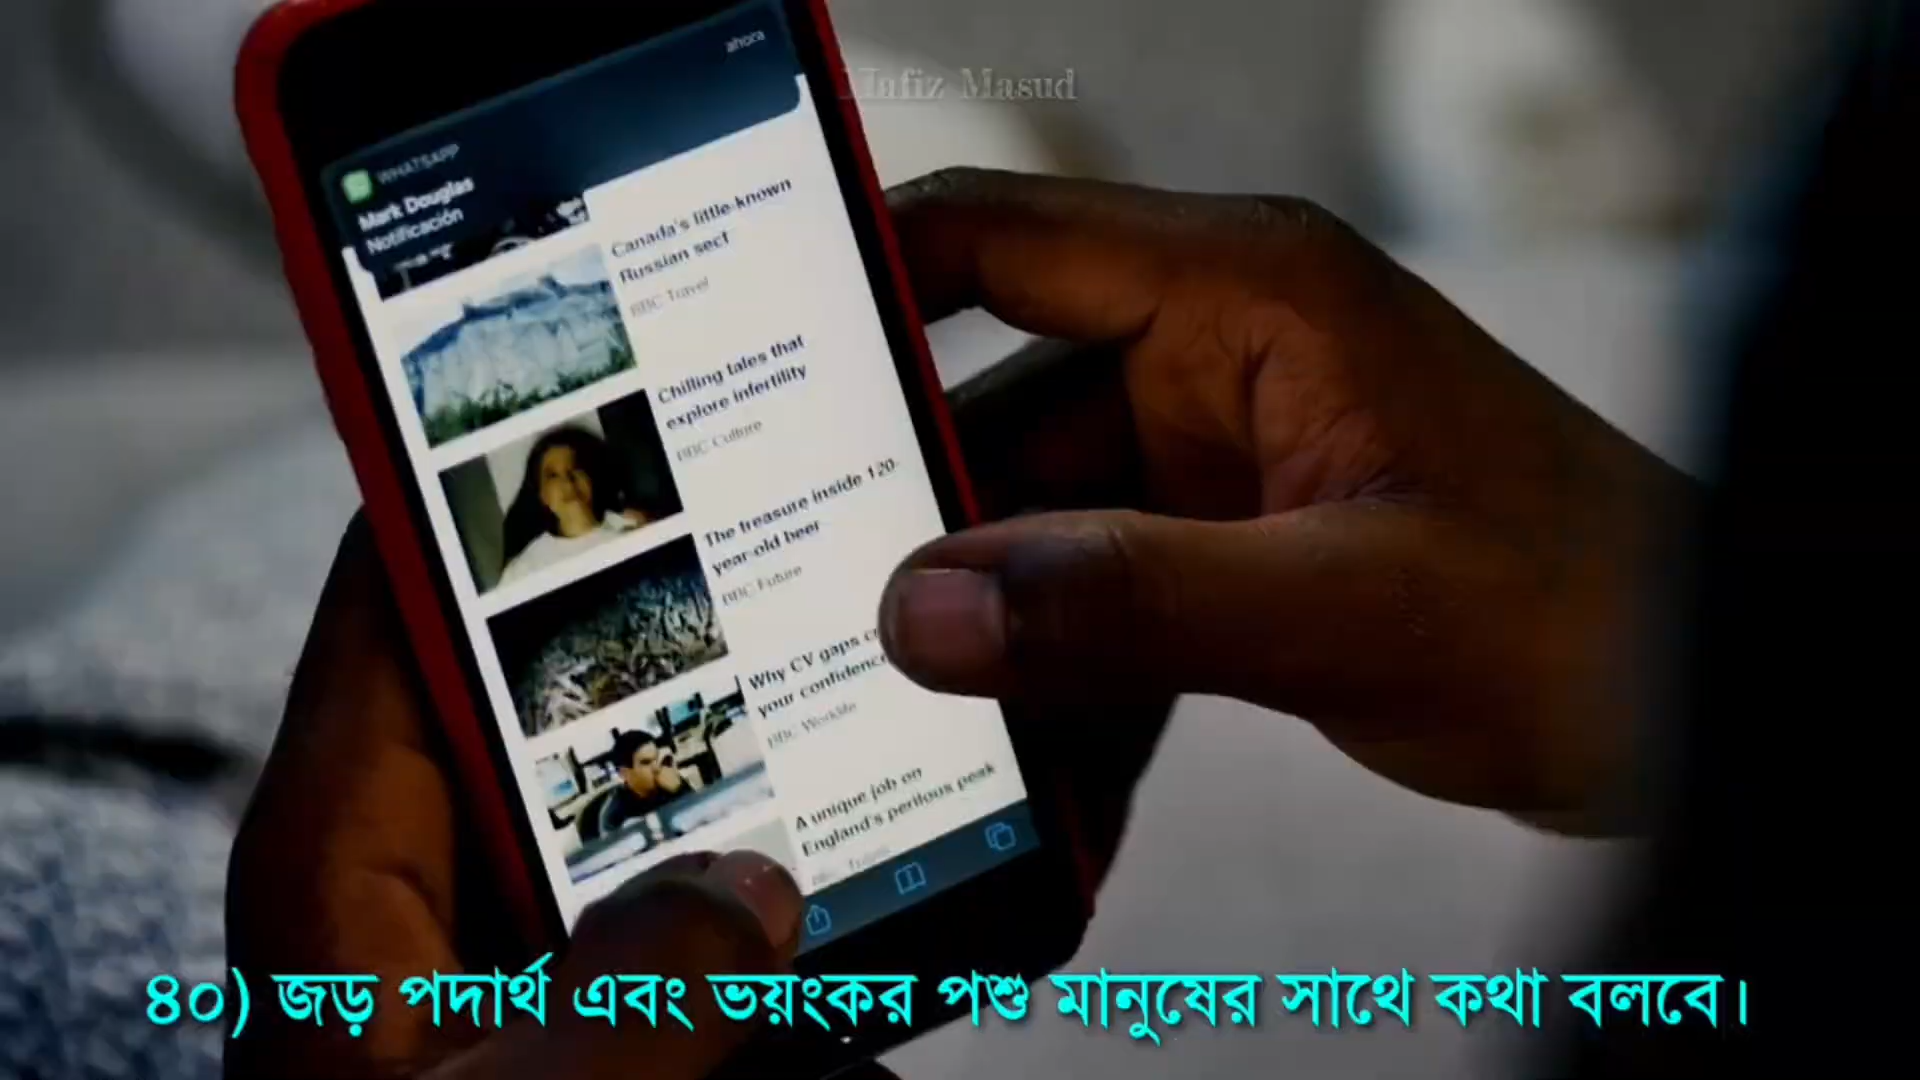 ahora
Hafiz Masud
WHATSAPP
Mark Douglas
Notificación
Canada's little-known
Russian sect
BBC Travel
Chilling tales that
explore infertility
BBC Culture
The treasure inside 120-
year-old beer
BBC Future
Why CV gaps
your confidence
BBC Worklife
A unique job on
England's perilous peak
BBC Travel
৪০) জড় পদার্থ এবং ভয়ংকর পশু মানুষের সাথে কথা বলবে।